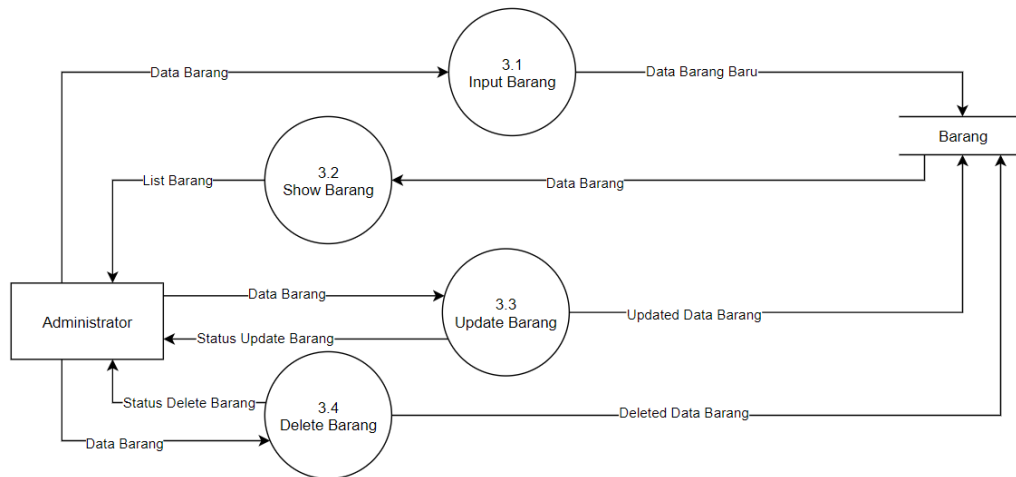 3.1
Input Barang
Data Barang
Data Barang Baru
Barang
3.2
Show Barang
List Barang
Data Barang
Administrator
Data Barang
3.3
Update Barang
Updated Data Barang
Status Update Barang
Status Delete Barang
3.4
Delete Barang
Deleted Data Barang
Data Barang